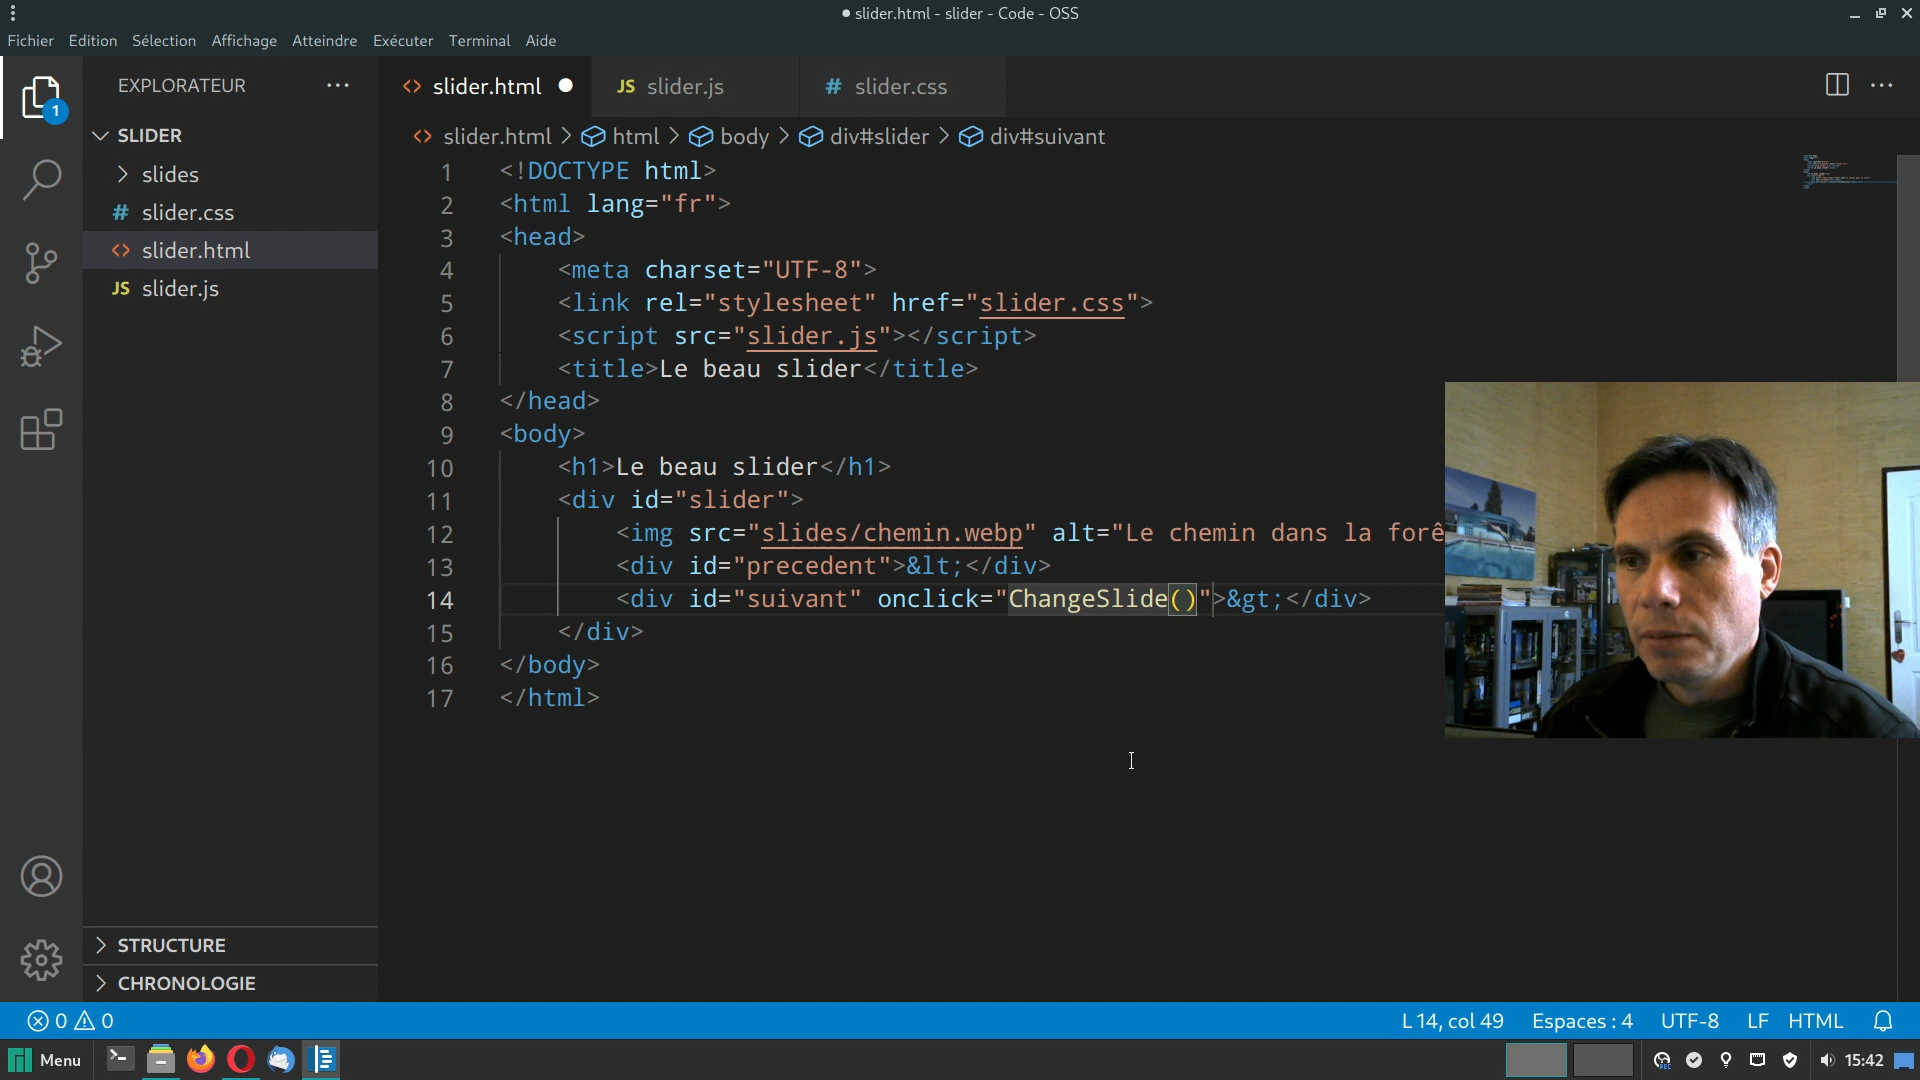 slider.html - slider - Code - OSS
Fichier Edition Sélection Affichage Atteindre Exécuter Terminal Aide
EXPLORATEUR
1
SLIDER
slides
# slider.css
<> slider.html
JS slider.js
STRUCTURE
CHRONOLOGIE
<> slider.html
JS slider.js
# slider.css
<> slider.html > html > body > div#slider > div#suivant
1 <!DOCTYPE html>
2 <html lang="fr">
3 <head>
4 <meta charset="UTF-8">
5 <link rel="stylesheet" href="slider.css">
6 <script src="slider.js"></script>
7 <title>Le beau slider</title>
8 </head>
9 <body>
10 <h1>Le beau slider</h1>
11 <div id="slider">
12 <img src="slides/chemin.webp" alt="Le chemin dans la forê
13 <div id="precedent">&lt;</div>
14 <div id="suivant" onclick="ChangeSlide()">&gt;</div>
15 </div>
16 </body>
17 </html>
0 0
L 14, col 49 Espaces : 4 UTF-8 LF HTML
Menu
15:42